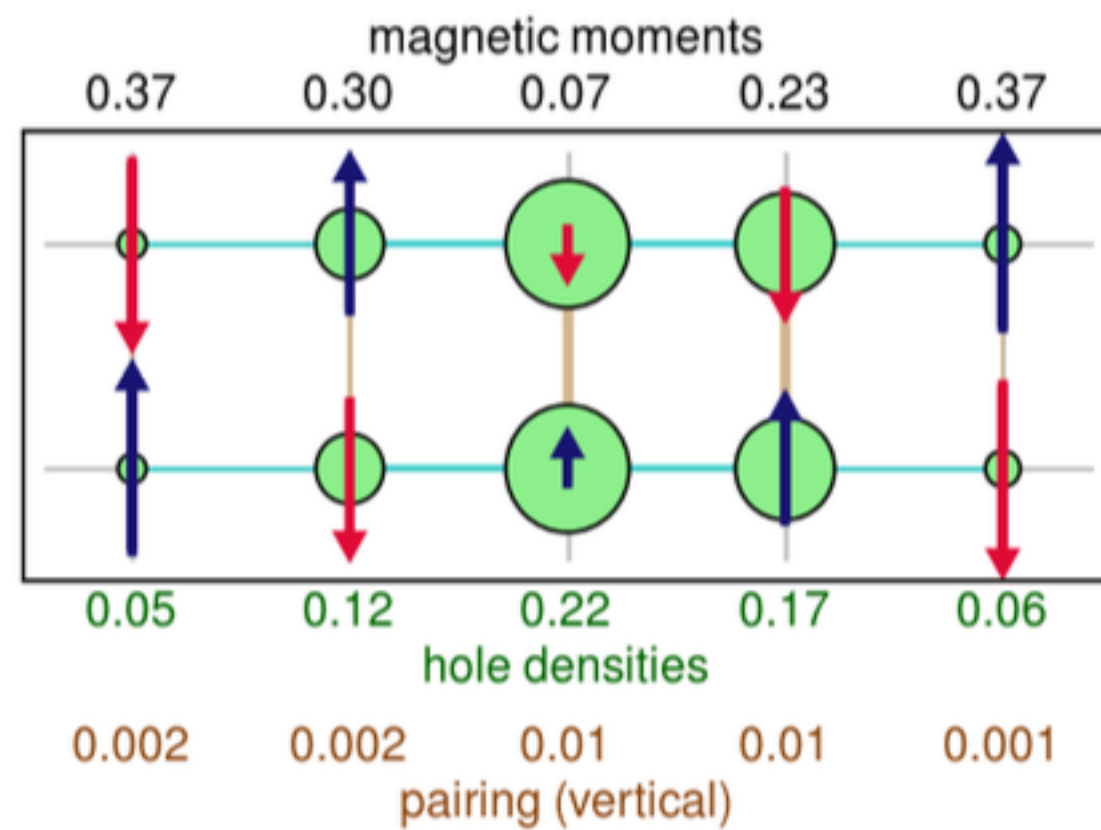 magnetic moments
0.37 0.30 0.07 0.23 0.37
0.05 0.12 0.22 0.17 0.06
hole densities
0.002 0.002 0.01 0.01 0.001
pairing (vertical)